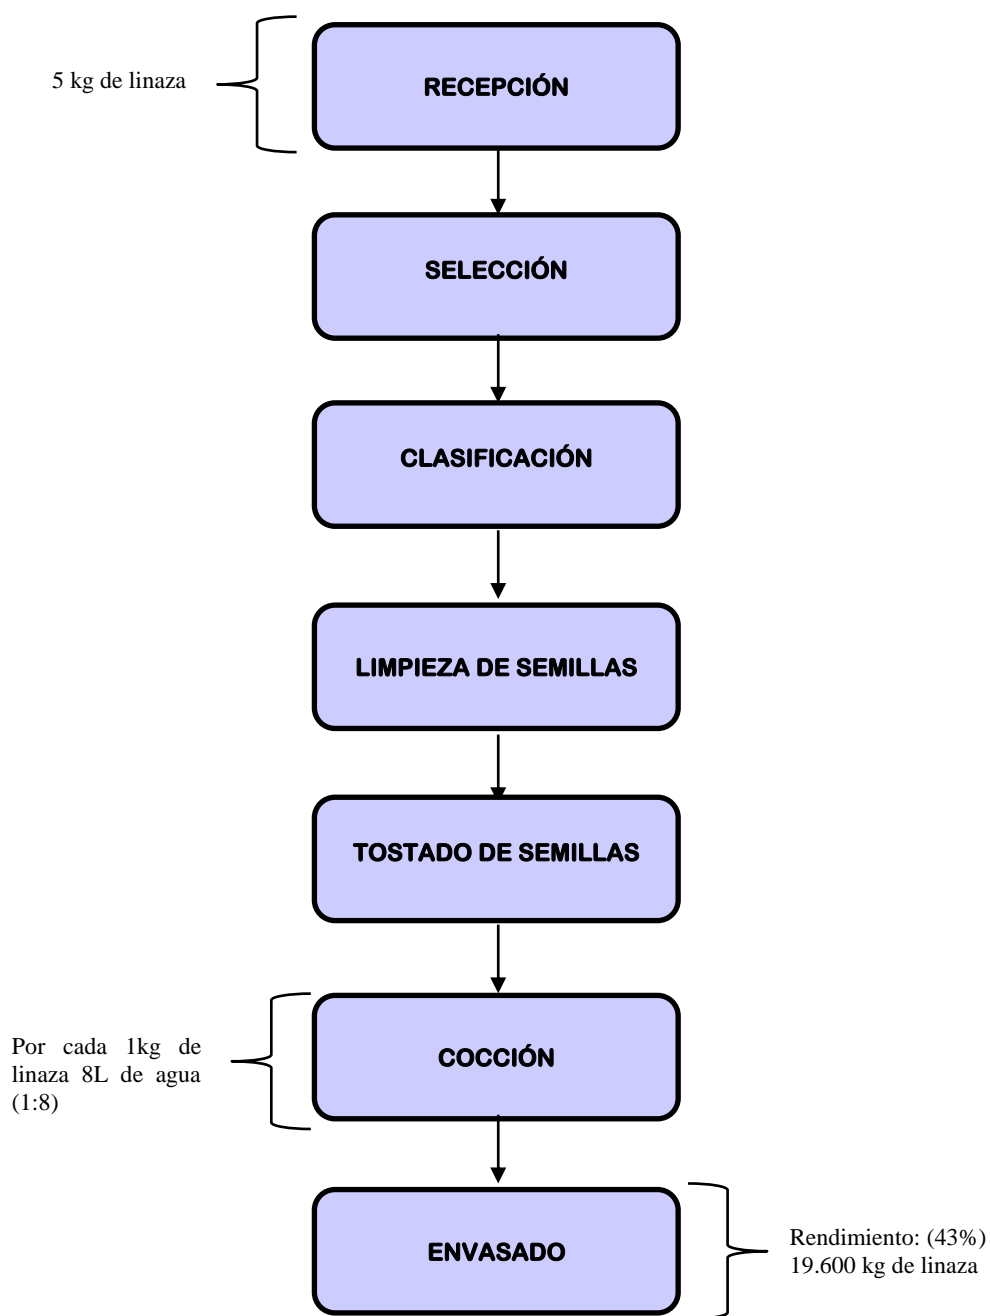 5 kg de linaza
RECEPCIÓN
SELECCIÓN
CLASIFICACIÓN
LIMPIEZA DE SEMILLAS
TOSTADO DE SEMILLAS
Por cada 1kg de
linaza 8L de agua
(1:8)
COCCIÓN
ENVASADO
Rendimiento: (43%)
19.600 kg de linaza